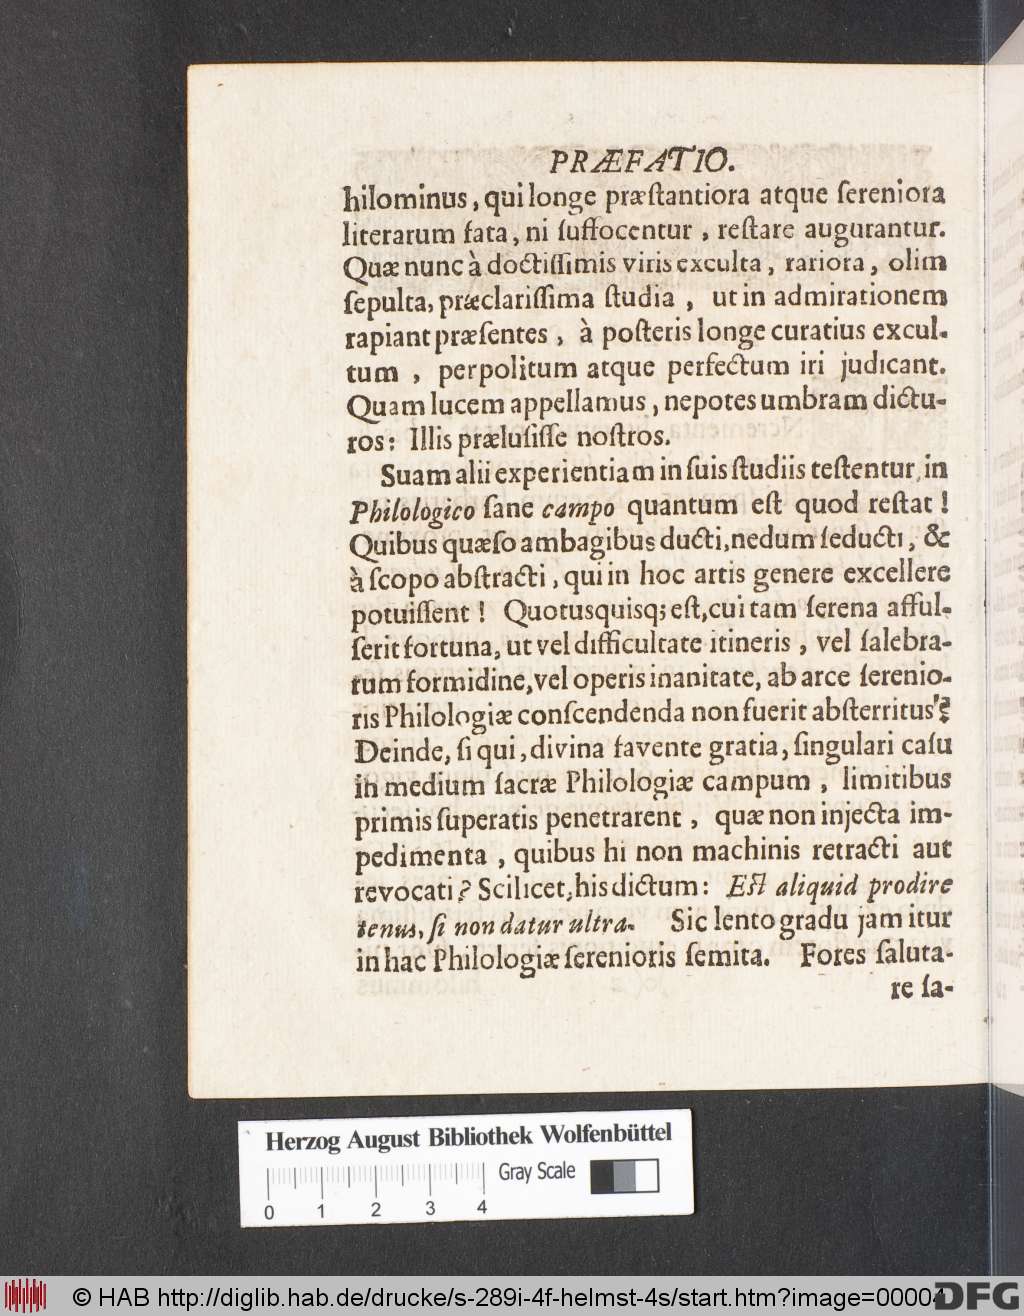 PRÆFATIO.
hilominus, qui longe præſtantiora atque ſereniora
literarum fata, ni ſuffocentur, reſtare augurantur.
Quæ nunc à doctiſſimis viris exculta, rariora, olim
ſepulta, præclariſſima ſtudia, ut in admirationem
rapiant præſentes, à poſteris longe curatius excul-
tum, perpolitum atque perfectum iri judicant.
Quam lucem appellamus, nepotes umbram dictu-
ros: Illis præluſiſſe noſtros.
Suam alii experientiam in ſuis ſtudiis teſtentur, in
Philologico ſane campo quantum eſt quod reſtat!
Quibus quæſo ambagibus ducti, nedum ſeducti, &
à ſcopo abſtracti, qui in hoc artis genere excellere
potuiſſent! Quotusquisq; eſt, cui tam ſerena afful-
ſerit fortuna, ut vel difficultate itineris, vel ſalebra-
rum formidine, vel operis inanitate, ab arce ſerenio-
ris Philologiæ conſcendenda non fuerit abſterritus?
Deinde, ſi qui, divina favente gratia, ſingulari caſu
in medium ſacræ Philologiæ campum, limitibus
primis ſuperatis penetrarent, quæ non injecta im-
pedimenta, quibus hi non machinis retracti aut
revocati? Scilicet, his dictum: Eſt aliquid prodire
tenus, ſi non datur ultra. Sic lento gradu jam itur
in hac Philologiæ ſerenioris ſemita. Fores ſaluta-
re ſa-
Herzog August Bibliothek Wolfenbüttel
Gray Scale
0 1 2 3 4
© HAB http://diglib.hab.de/drucke/s-289i-4f-helmst-4s/start.htm?image=00004
DFG